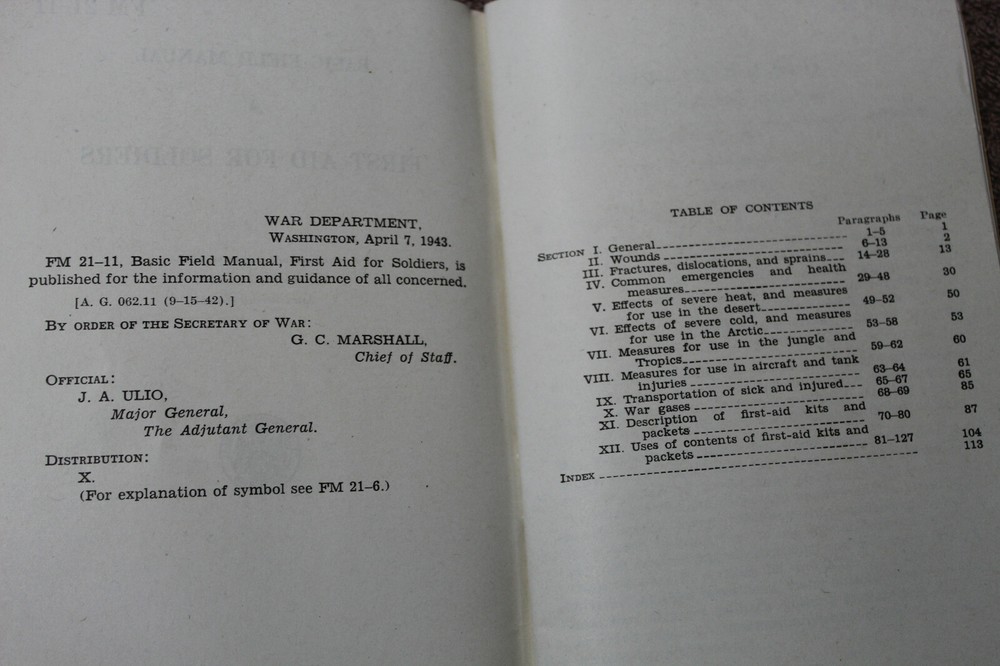 WAR DEPARTMENT,
WASHINGTON, April 7, 1943.
FM 21–11, Basic Field Manual, First Aid for Soldiers, is
published for the information and guidance of all concerned.
[A. G. 062.11 (9–15–42).]
BY ORDER OF THE SECRETARY OF WAR:
G. C. MARSHALL,
Chief of Staff.
OFFICIAL:
J. A. ULIO,
Major General,
The Adjutant General.
DISTRIBUTION:
X.
(For explanation of symbol see FM 21–6.)
TABLE OF CONTENTS
Paragraphs Page
SECTION I. General 1–5 1
II. Wounds 6–13 2
III. Fractures, dislocations, and sprains 14–28 13
IV. Common emergencies and health
measures 29–48 30
V. Effects of severe heat, and measures
for use in the desert 49–52 50
VI. Effects of severe cold, and measures
for use in the Arctic 53–58 53
VII. Measures for use in the jungle and
Tropics 59–62 60
VIII. Measures for use in aircraft and tank
injuries 63–64 61
IX. Transportation of sick and injured 65–67 65
X. War gases 68–69 85
XI. Description of first-aid kits and
packets 70–80 87
XII. Uses of contents of first-aid kits and
packets 81–127 104
INDEX 113